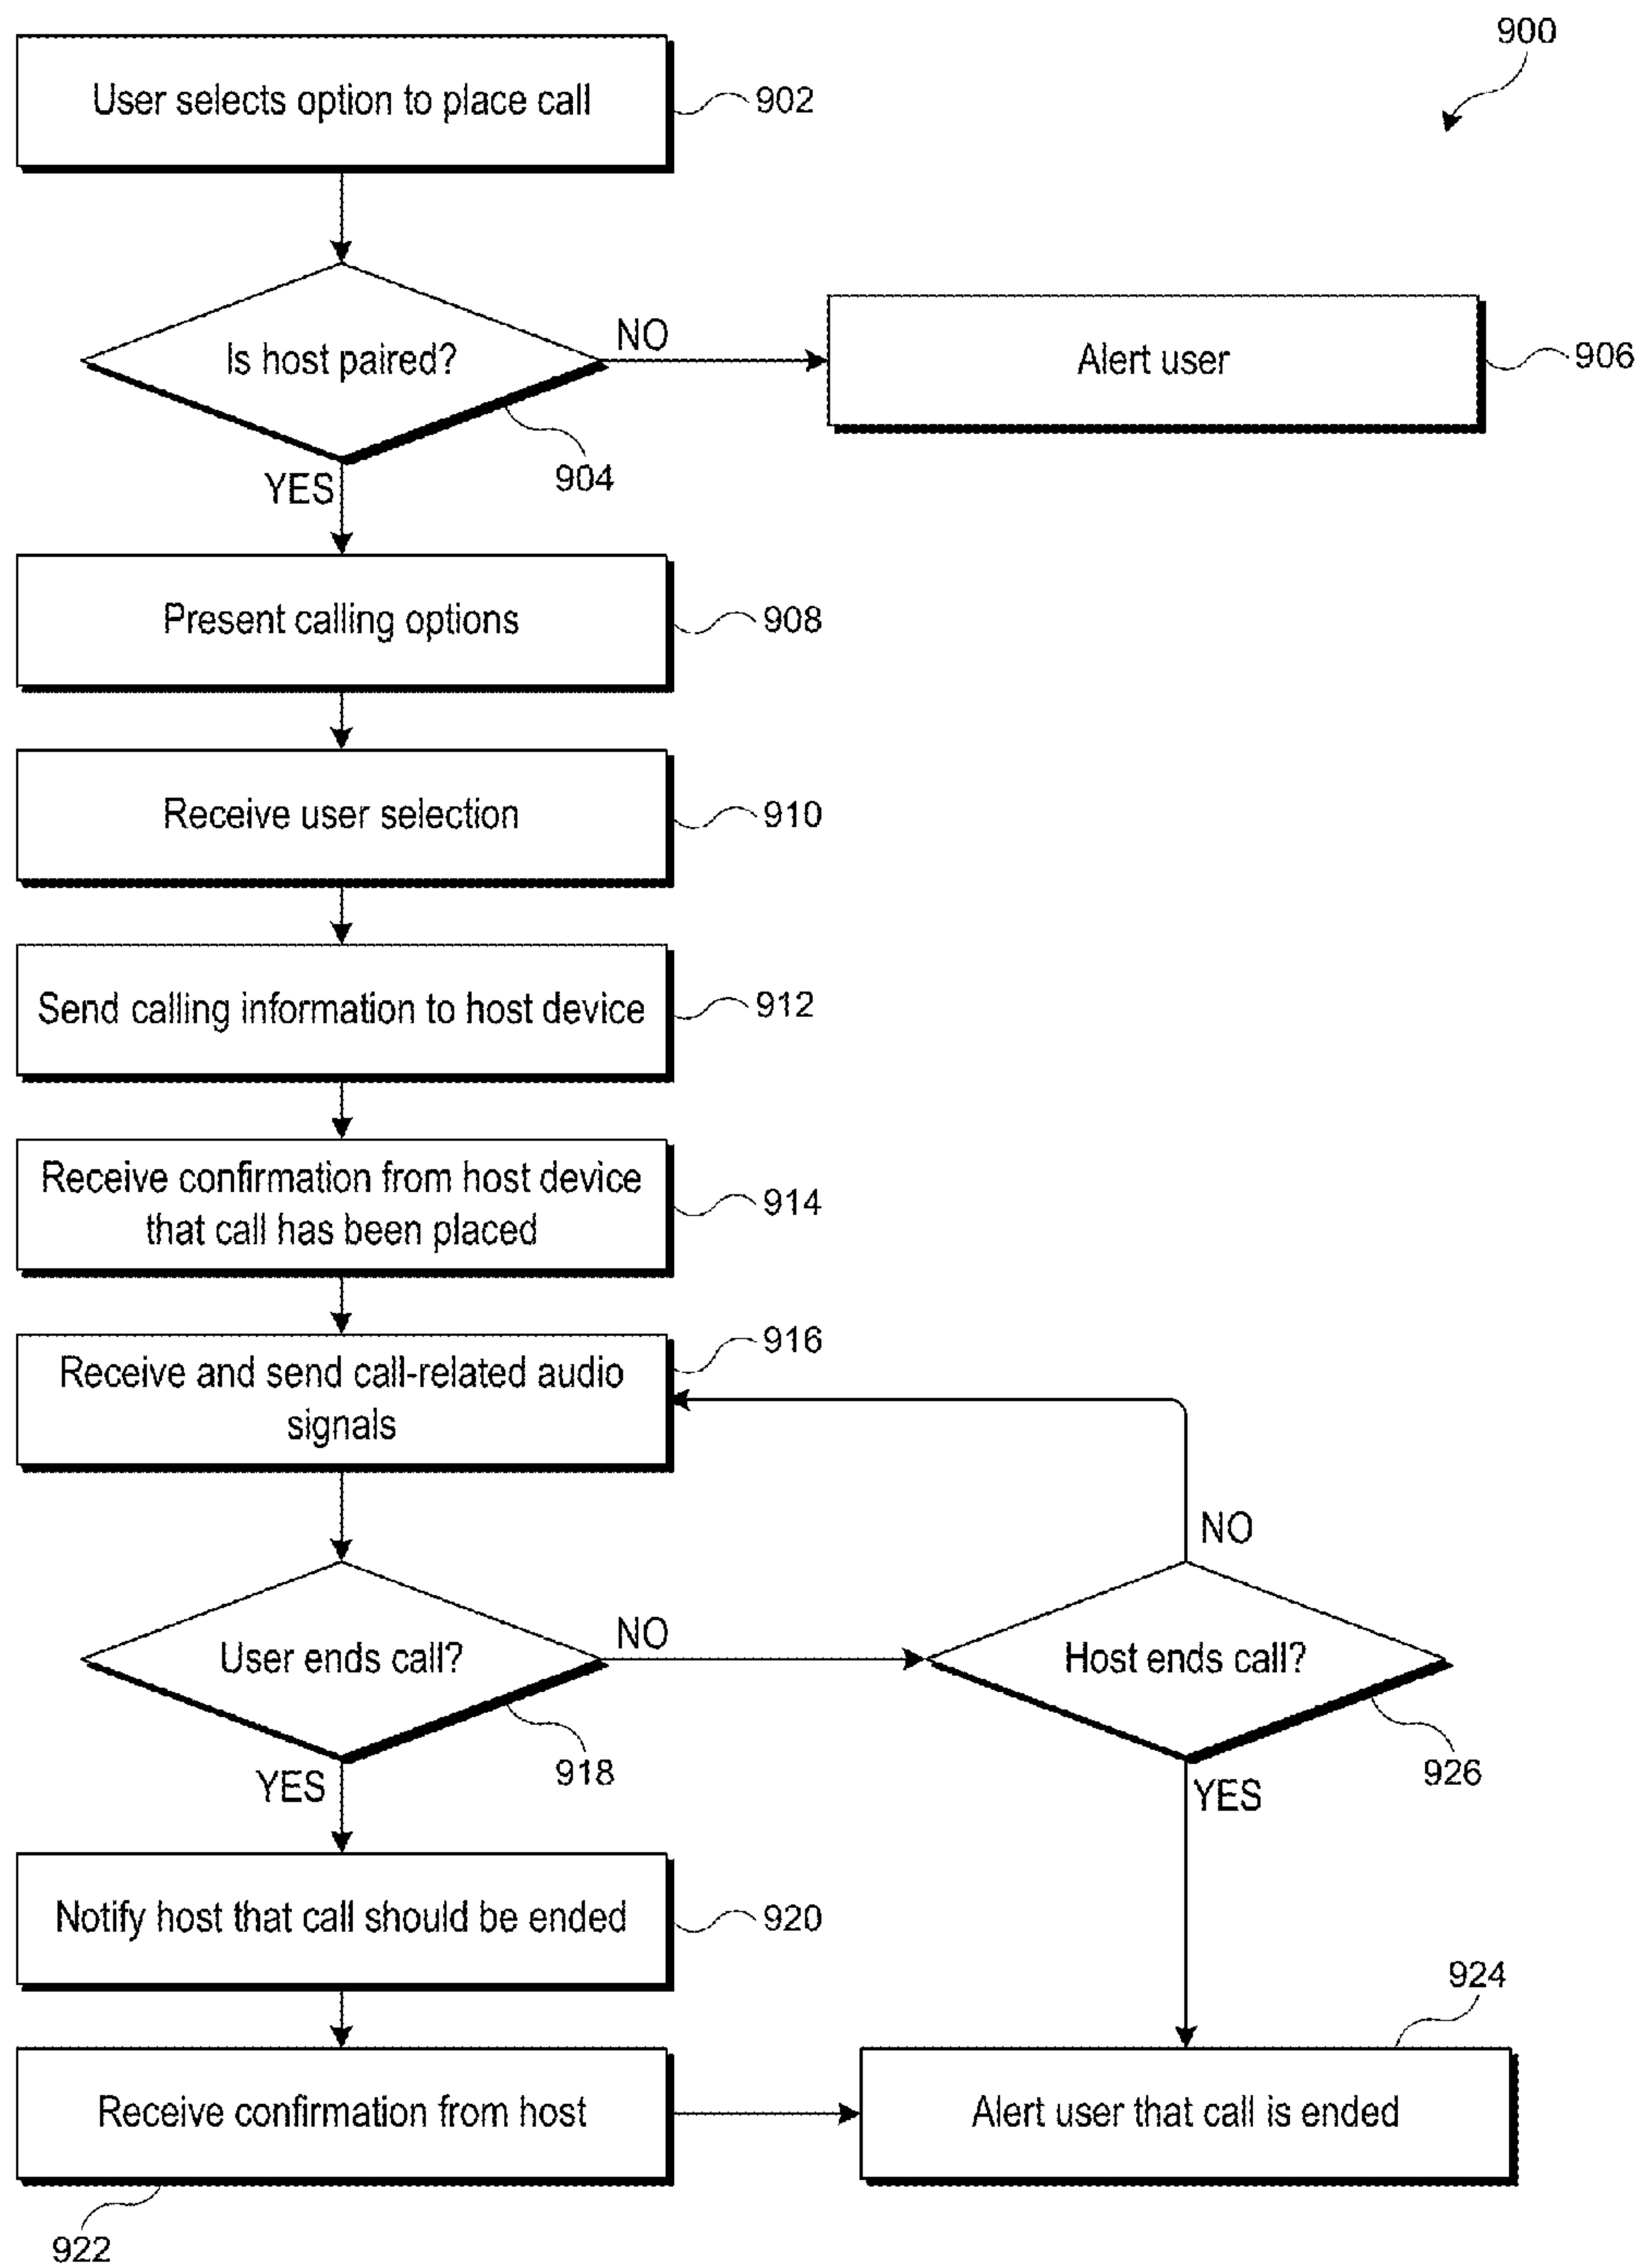 900
User selects option to place call
902
Is host paired?
NO
904
YES
Alert user
906
Present calling options
908
Receive user selection
910
Send calling information to host device
912
Receive confirmation from host device
that call has been placed
914
Receive and send call-related audio
signals
916
User ends call?
NO
918
YES
Host ends call?
NO
926
YES
Notify host that call should be ended
920
Receive confirmation from host
922
Alert user that call is ended
924